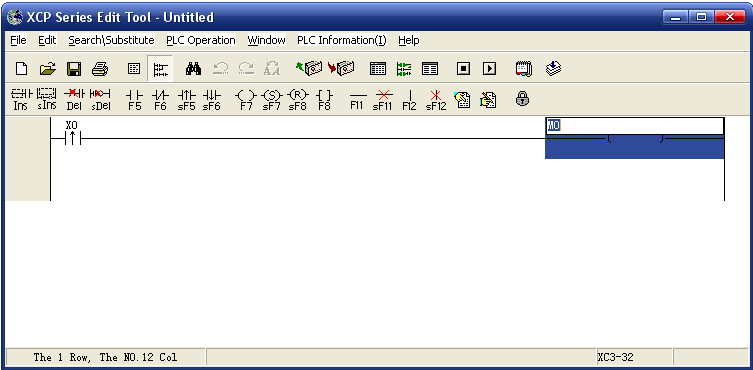 XCP Series Edit Tool - Untitled
File Edit Search\Substitute PLC Operation Window PLC Information(I) Help
Ins sIns Del sDel F5 F6 sF5 sF6 F7 sF7 sF8 F8 F11 sF11 F12 sF12
X0 M0
The 1 Row, The NO.12 Col XC3-32